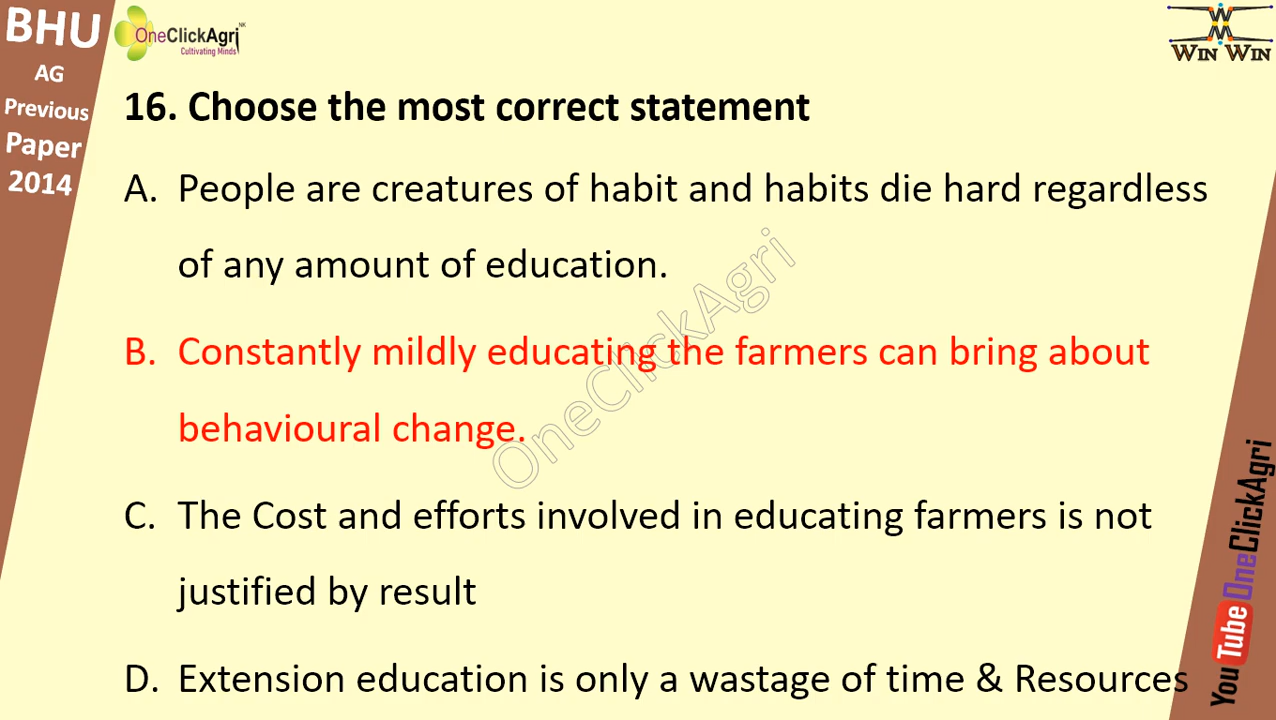 BHU
AG
Previous
Paper
2014
OneClickAgri NK
Cultivating Minds
WIN WIN
16. Choose the most correct statement
A. People are creatures of habit and habits die hard regardless
of any amount of education.
B. Constantly mildly educating the farmers can bring about
behavioural change.
C. The Cost and efforts involved in educating farmers is not
justified by result
D. Extension education is only a wastage of time & Resources
OneClickAgri
YouTube OneClickAgri